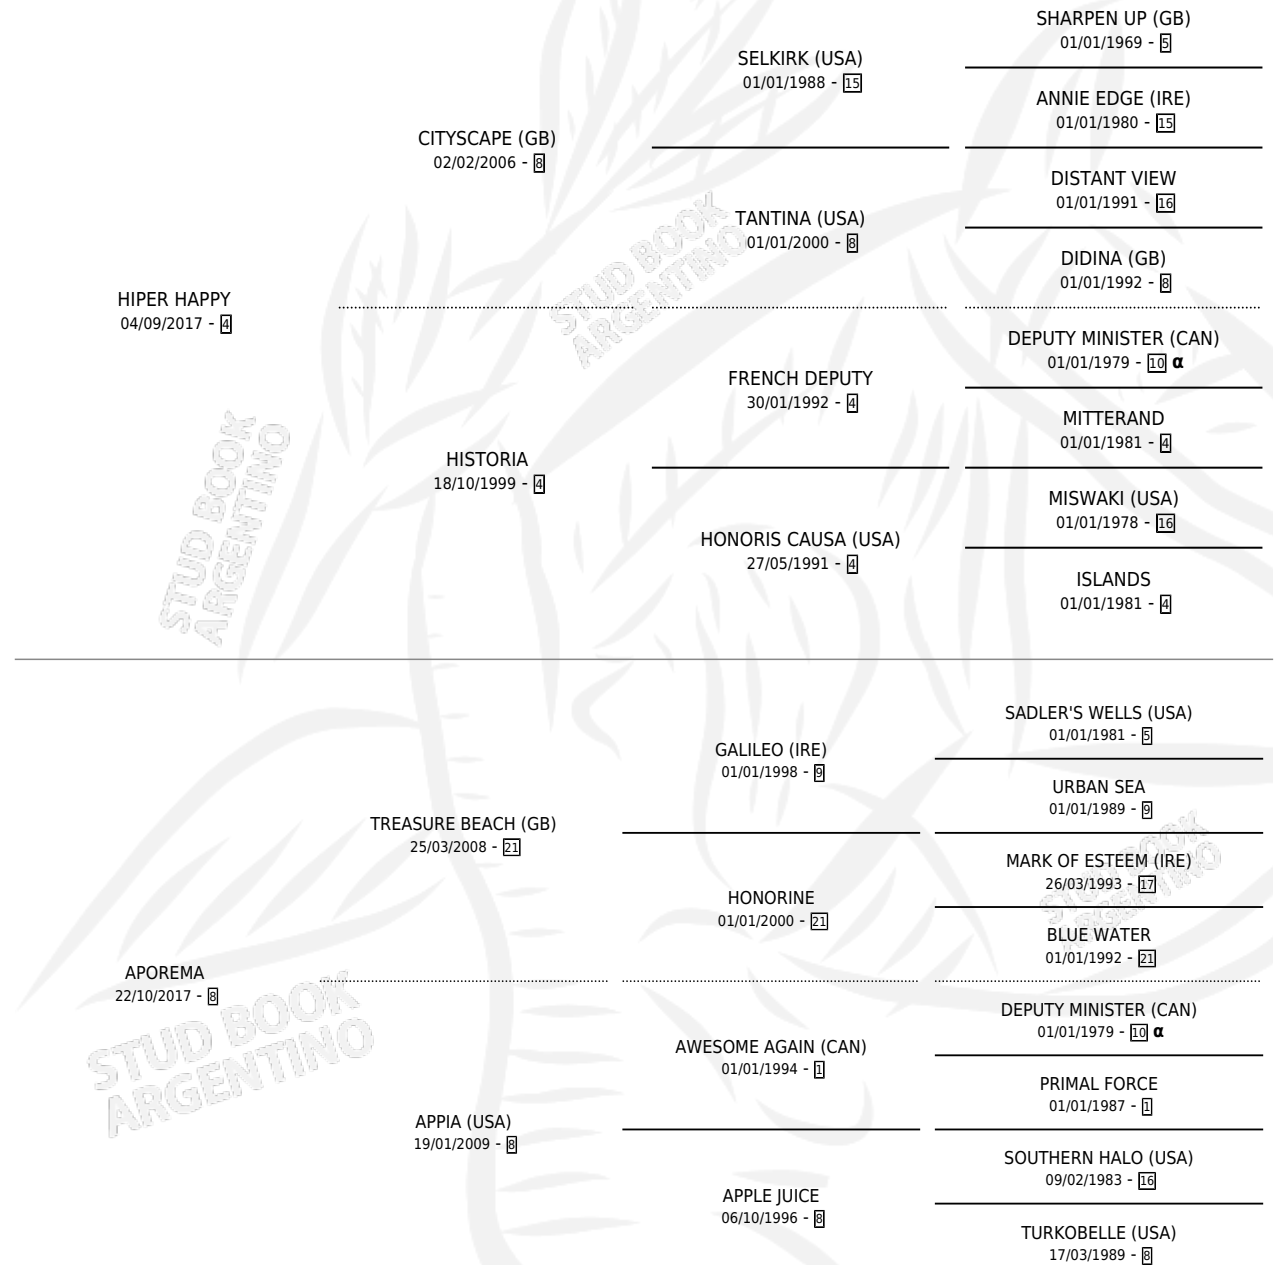 SHARPEN UP (GB)
01/01/1969 - 5
SELKIRK (USA)
01/01/1988 - 15
ANNIE EDGE (IRE)
01/01/1980 - 15
CITYSCAPE (GB)
02/02/2006 - 8
DISTANT VIEW
01/01/1991 - 16
TANTINA (USA)
01/01/2000 - 8
DIDINA (GB)
01/01/1992 - 8
HIPER HAPPY
04/09/2017 - 4
DEPUTY MINISTER (CAN)
01/01/1979 - 10 α
FRENCH DEPUTY
30/01/1992 - 4
MITTERAND
01/01/1981 - 4
HISTORIA
18/10/1999 - 4
MISWAKI (USA)
01/01/1978 - 16
HONORIS CAUSA (USA)
27/05/1991 - 4
ISLANDS
01/01/1981 - 4
SADLER'S WELLS (USA)
01/01/1981 - 5
GALILEO (IRE)
01/01/1998 - 9
URBAN SEA
01/01/1989 - 9
TREASURE BEACH (GB)
25/03/2008 - 21
MARK OF ESTEEM (IRE)
26/03/1993 - 17
HONORINE
01/01/2000 - 21
BLUE WATER
01/01/1992 - 21
APOREMA
22/10/2017 - 8
DEPUTY MINISTER (CAN)
01/01/1979 - 10 α
AWESOME AGAIN (CAN)
01/01/1994 - 1
PRIMAL FORCE
01/01/1987 - 1
APPIA (USA)
19/01/2009 - 8
SOUTHERN HALO (USA)
09/02/1983 - 16
APPLE JUICE
06/10/1996 - 8
TURKOBELLE (USA)
17/03/1989 - 8
STUD BOOK
ARGENTINO
STUD BOOK
ARGENTINO
STUD BOOK
ARGENTINO
STUD BOOK
ARGENTINO